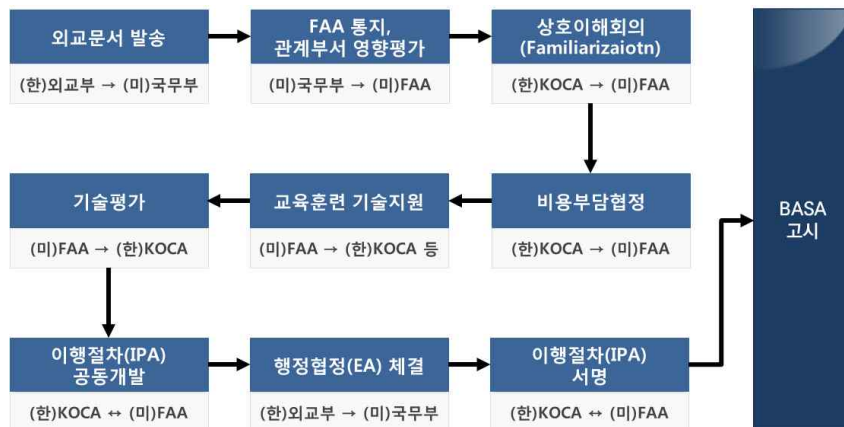 외교문서 발송
(한)외교부 → (미)국무부
FAA 통지,
관계부서 영향평가
(미)국무부 → (미)FAA
상호이해회의
(Familiarizaiotn)
(한)KOCA → (미)FAA
비용부담협정
(한)KOCA → (미)FAA
교육훈련 기술지원
(미)FAA → (한)KOCA 등
기술평가
(미)FAA → (한)KOCA
이행절차(IPA)
공동개발
(한)KOCA ↔ (미)FAA
행정협정(EA) 체결
(한)외교부 → (미)국무부
이행절차(IPA)
서명
(한)KOCA ↔ (미)FAA
BASA
고시